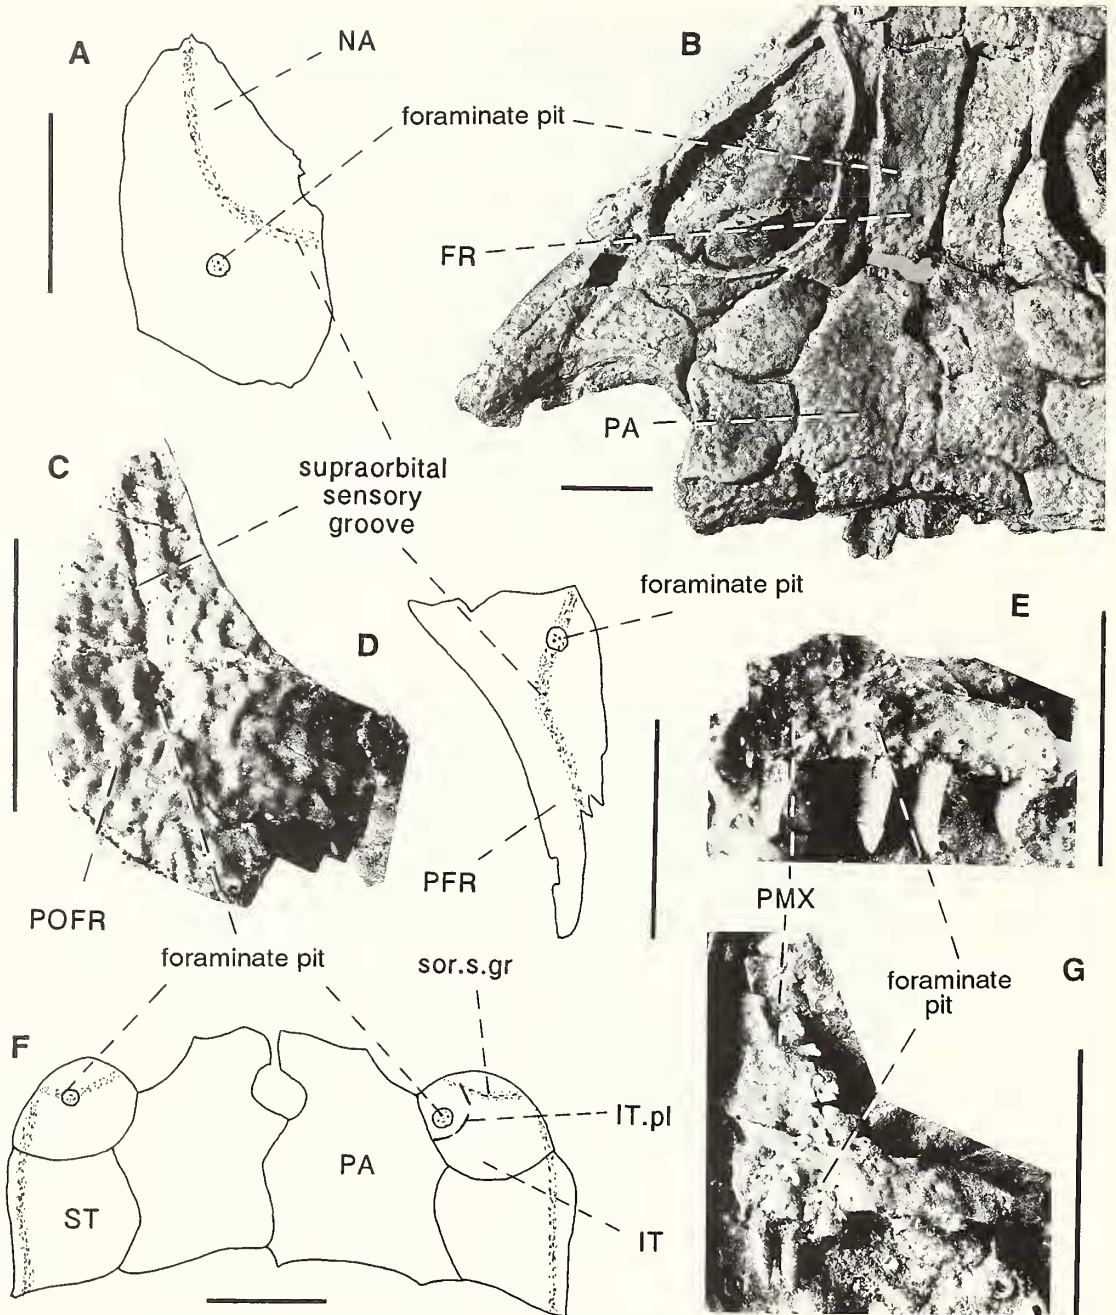 A
NA
B
foraminate pit
FR
PA
C
supraorbital
sensory
groove
D
foraminate pit
E
POFR
PFR
PMX
foraminate pit
sor.s.gr
foraminate
pit
G
F
IT.pl
PA
ST
IT